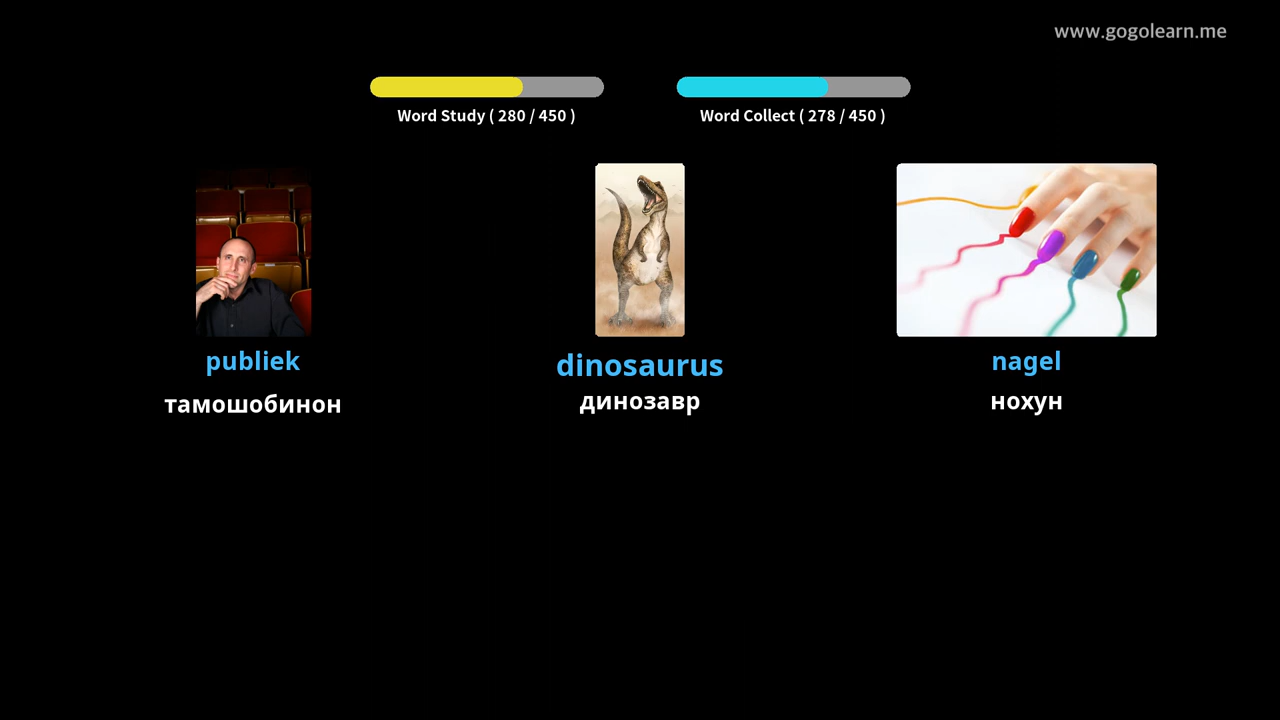 www.gogolearn.me
Word Study ( 280 / 450 )
Word Collect ( 278 / 450 )
publiek
dinosaurus
nagel
тамошобинон
динозавр
нохун